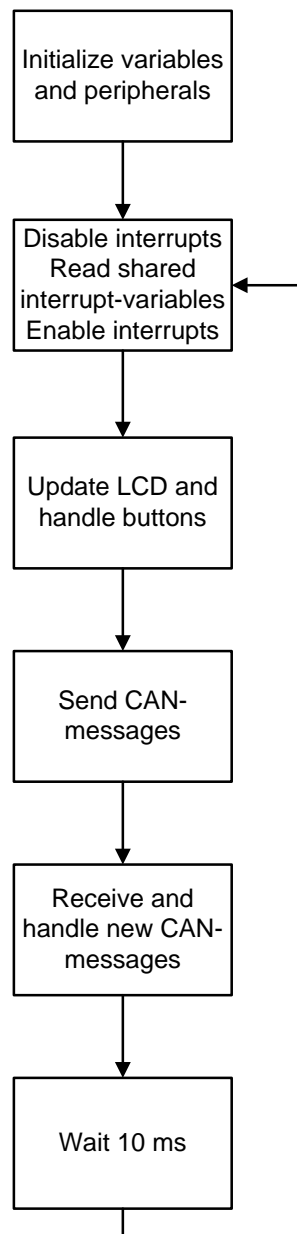 Initialize variables
and peripherals
Disable interrupts
Read shared
interrupt-variables
Enable interrupts
Update LCD and
handle buttons
Send CAN-
messages
Receive and
handle new CAN-
messages
Wait 10 ms